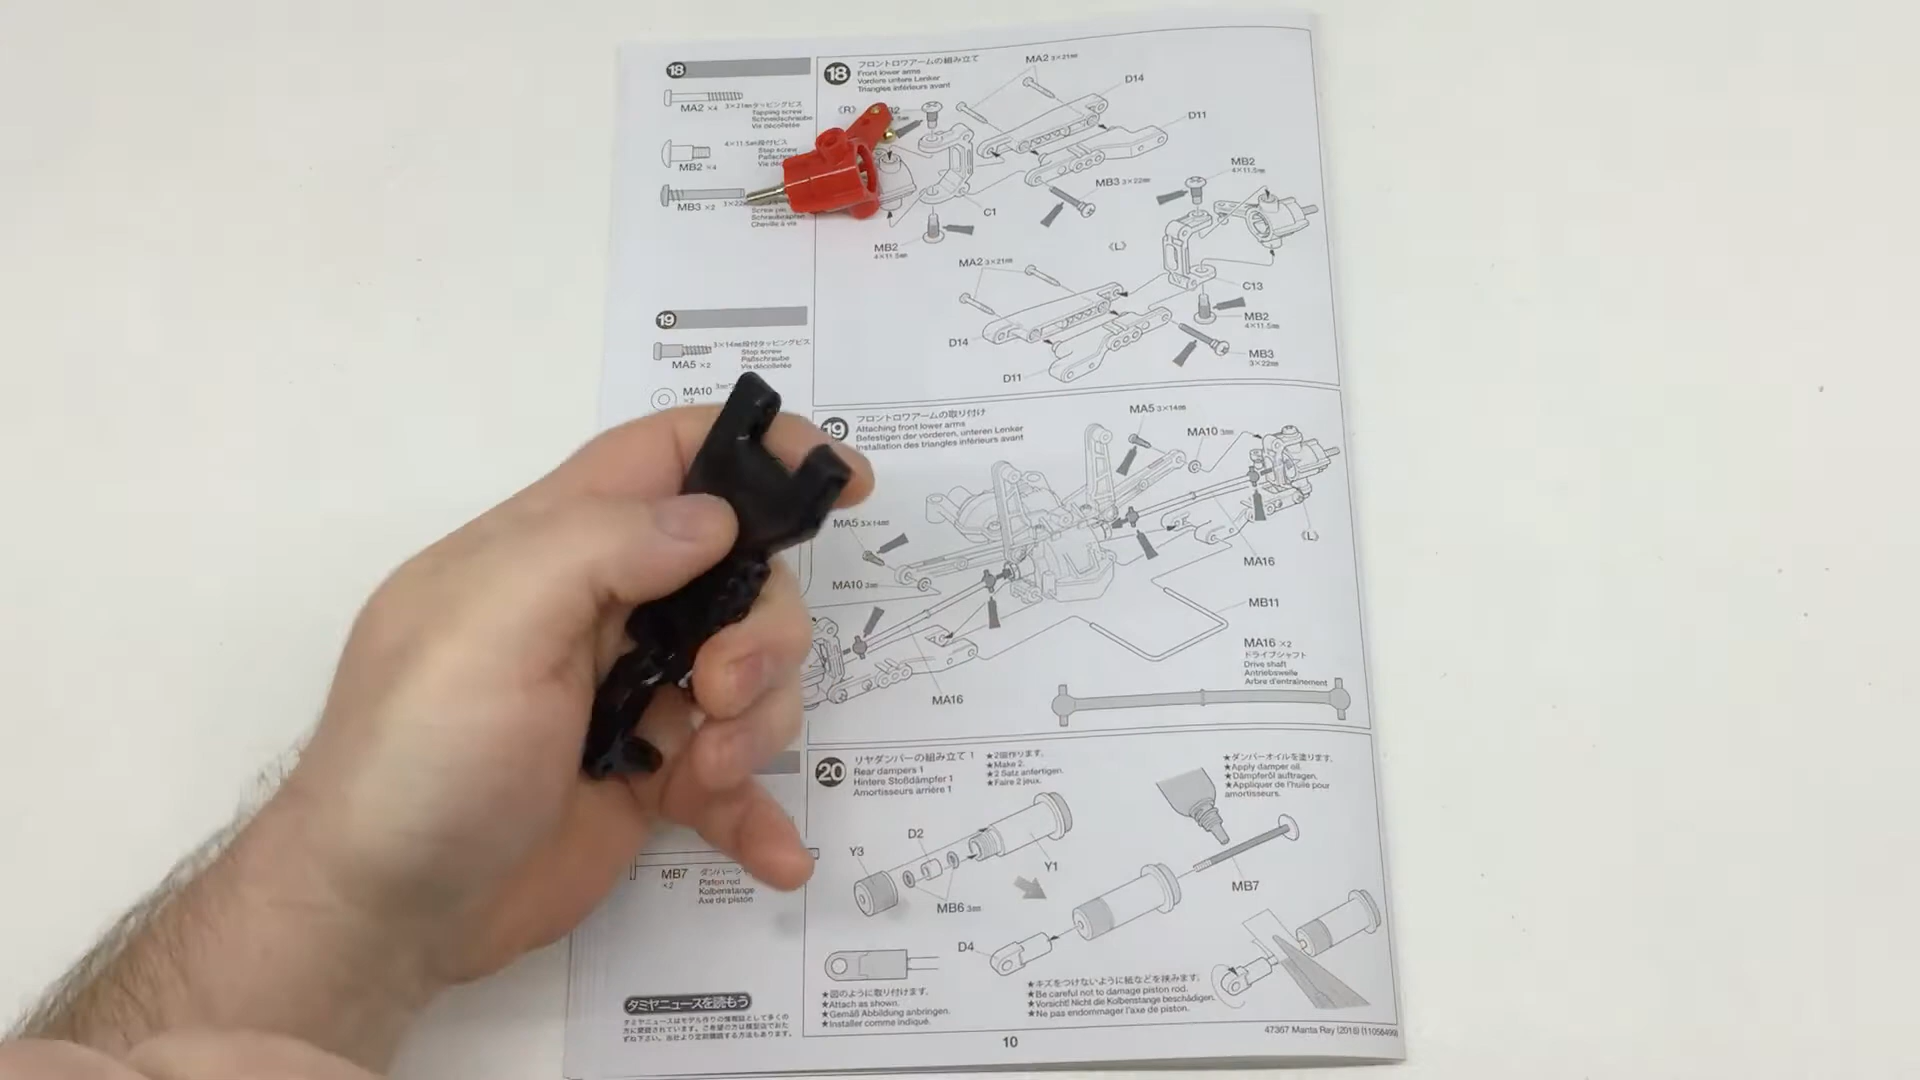 18
MA2 ×4
3×21㎜タッピングビス
Tapping screw
Schneidschraube
Vis décolletée
MB2 ×4
4×11.5㎜段付ビス
Stop screw
MB3 ×2
Cheville à vis
18
フロントロワアームの組み立て
Front lower arms
Vordere untere Lenker
Triangles inférieurs avant
《R》
MA2 3×21㎜
D14
D11
MB3 3×22㎜
C1
MB2
4×11.5㎜
MB2
4×11.5㎜
《L》
C13
MB2
4×11.5㎜
MB3
3×22㎜
MA2 3×21㎜
D14
D11
19
MA5 ×2
3×14㎜段付タッピングビス
Stop screw
Paßschraube
Vis décolletée
MA10
×2
19
フロントロワアームの取り付け
Attaching front lower arms
Befestigen der vorderen, unteren Lenker
Installation des triangles inférieurs avant
MA5 3×14㎜
MA10 3㎜
MA5 3×14㎜
MA10 3㎜
《L》
MA16
MB11
MA16 ×2
ドライブシャフト
Drive shaft
Antriebswelle
Arbre d'entraînement
MA16
20
リヤダンパーの組み立て 1
Rear dampers 1
Hintere Stoßdämpfer 1
Amortisseurs arrière 1
★2個作ります。
★Make 2.
★2 Satz anfertigen.
★Faire 2 jeux.
★ダンパーオイルを塗ります。
★Apply damper oil.
★Dämpferöl auftragen.
★Appliquer de l'huile pour
amortisseurs.
D2
Y3
Y1
MB6 3㎜
MB7
D4
MB7
×2
Piston rod
Kolbenstange
Axe de piston
★図のように取り付けます。
★Attach as shown.
★Gemäß Abbildung anbringen.
★Installer comme indiqué.
★キズをつけないように紙などを挟みます。
★Be careful not to damage piston rod.
★Vorsicht! Nicht die Kolbenstange beschädigen.
★Ne pas endommager l'axe de piston.
タミヤニュースを読もう
10
47367 Manta Ray (2018) (11056499)